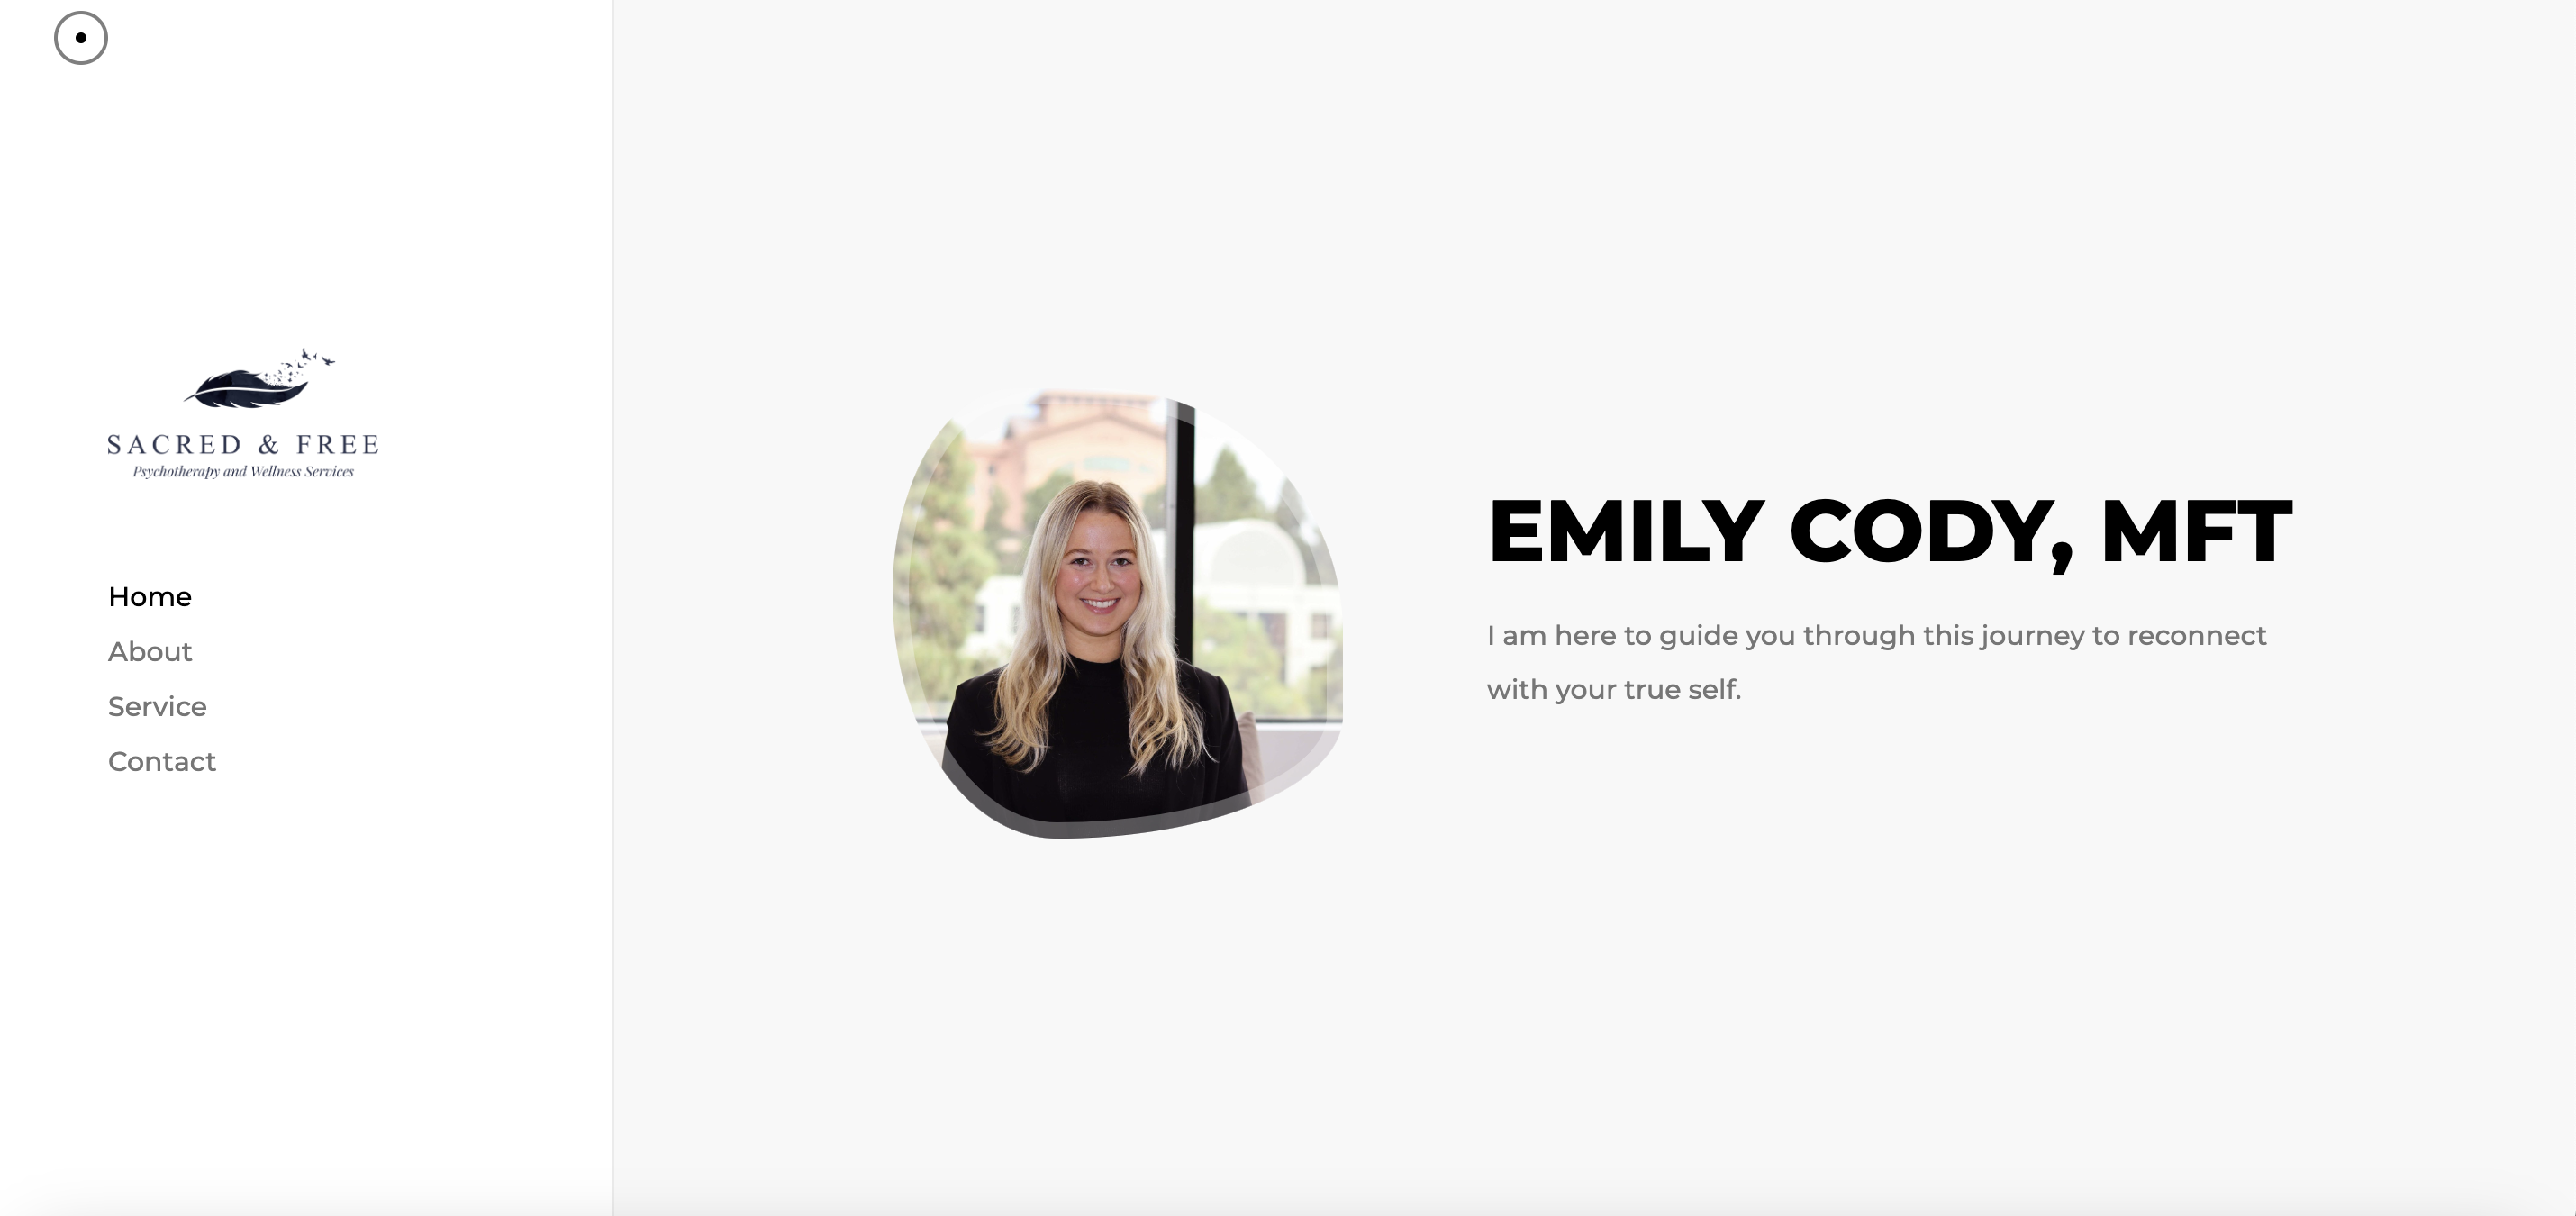 SACRED & FREE
Psychotherapy and Wellness Services
Home
About
Service
Contact
EMILY CODY, MFT
I am here to guide you through this journey to reconnect
with your true self.